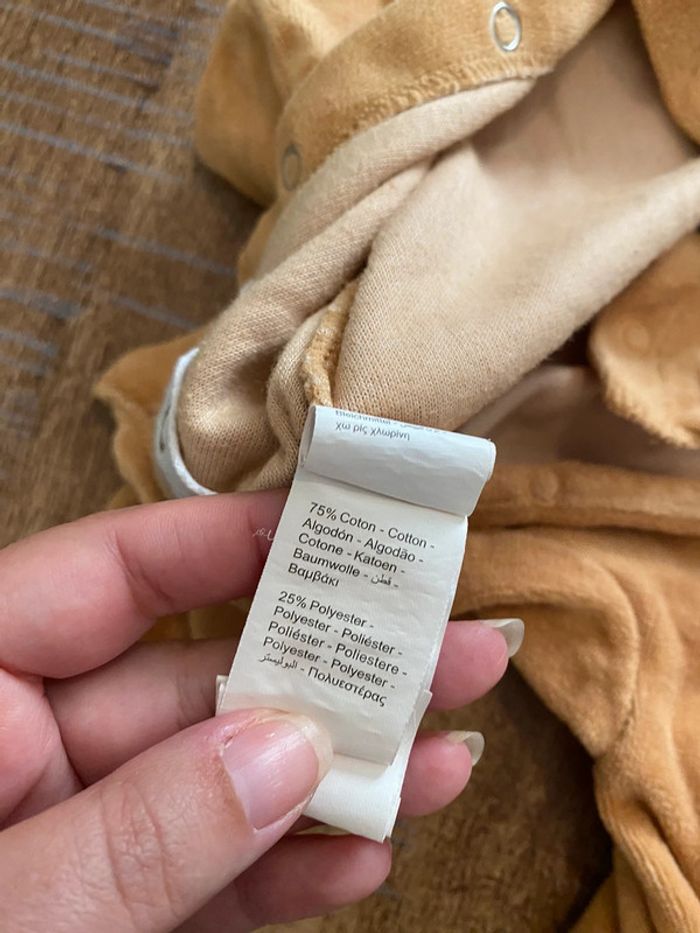 Χωρίς χλωρίνη
75% Coton - Cotton -
Algodón - Algodão -
Cotone - Katoen -
Baumwolle - قطن -
Βαμβάκι
25% Polyester -
Polyester - Poliéster -
Poliéster - Poliestere -
Polyester - Polyester -
البوليستر - Πολυεστέρας